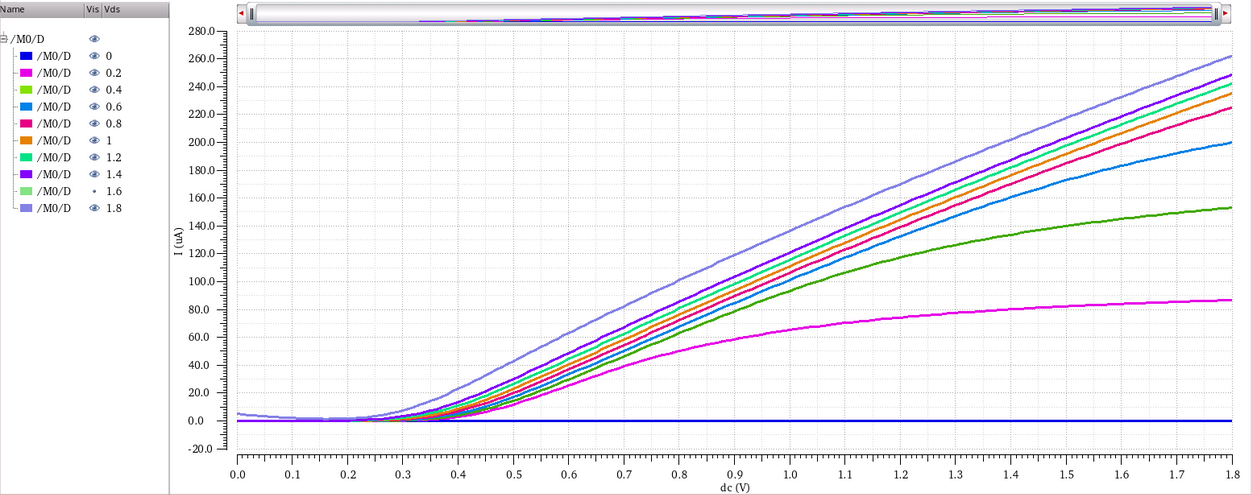 Name Vis Vds
/M0/D
/M0/D 0
/M0/D 0.2
/M0/D 0.4
/M0/D 0.6
/M0/D 0.8
/M0/D 1
/M0/D 1.2
/M0/D 1.4
/M0/D 1.6
/M0/D 1.8
280.0
260.0
240.0
220.0
200.0
180.0
160.0
140.0
120.0
100.0
80.0
60.0
40.0
20.0
0.0
-20.0
I (uA)
0.0 0.1 0.2 0.3 0.4 0.5 0.6 0.7 0.8 0.9 1.0 1.1 1.2 1.3 1.4 1.5 1.6 1.7 1.8
dc (V)